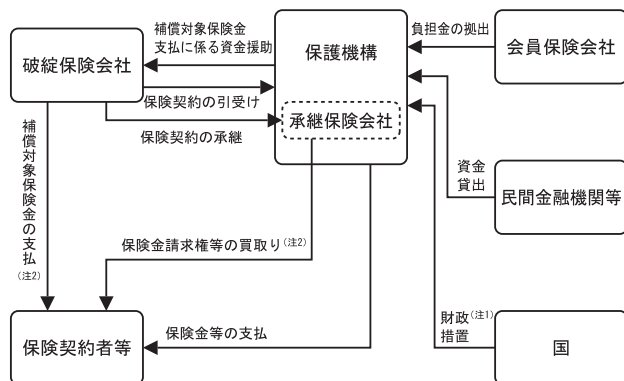 補償対象保険金
支払に係る資金援助
負担金の拠出
破綻保険会社
保護機構
会員保険会社
保険契約の引受け
承継保険会社
保険契約の承継
補償対象保険金の支払(注2)
資金
貸出
民間金融機関等
保険金請求権等の買取り(注2)
財政(注1)
措置
保険契約者等
保険金等の支払
国